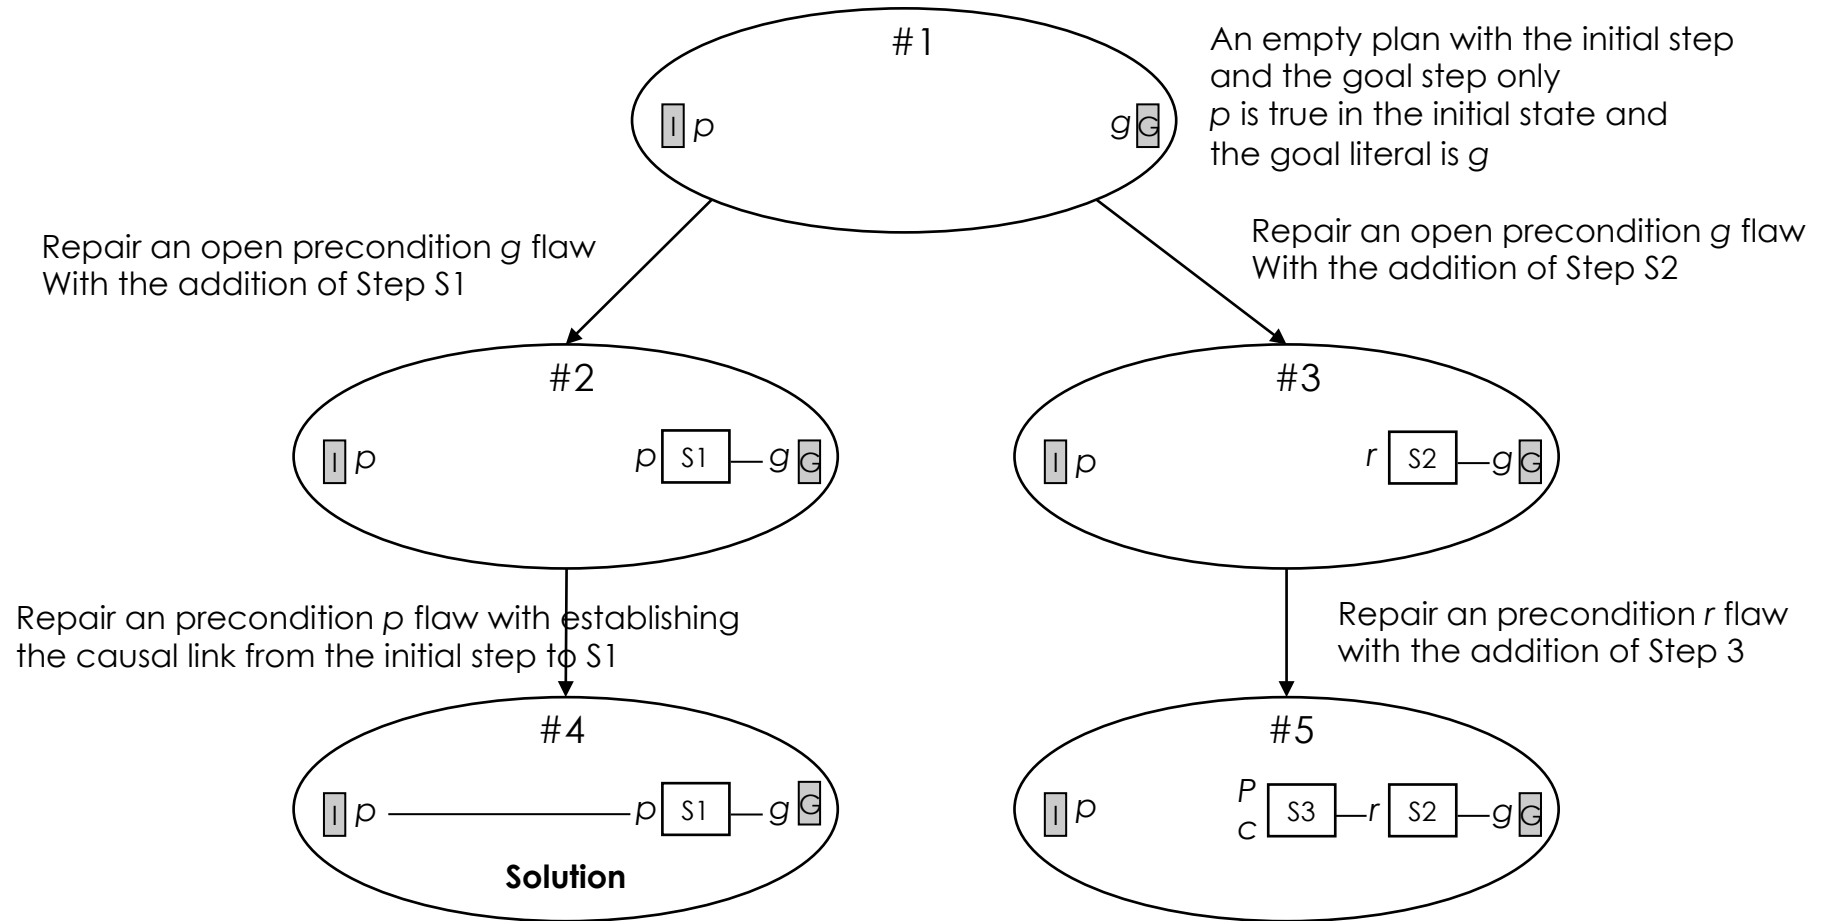 #1
I p
g G
An empty plan with the initial step
and the goal step only
p is true in the initial state and
the goal literal is g
Repair an open precondition g flaw
With the addition of Step S1
Repair an open precondition g flaw
With the addition of Step S2
#2
I p
p S1 g G
#3
I p
r S2 g G
Repair an precondition p flaw with establishing
the causal link from the initial step to S1
Repair an precondition r flaw
with the addition of Step 3
#4
I p p S1 g G
Solution
#5
I p
P
c
S3 r S2 g G